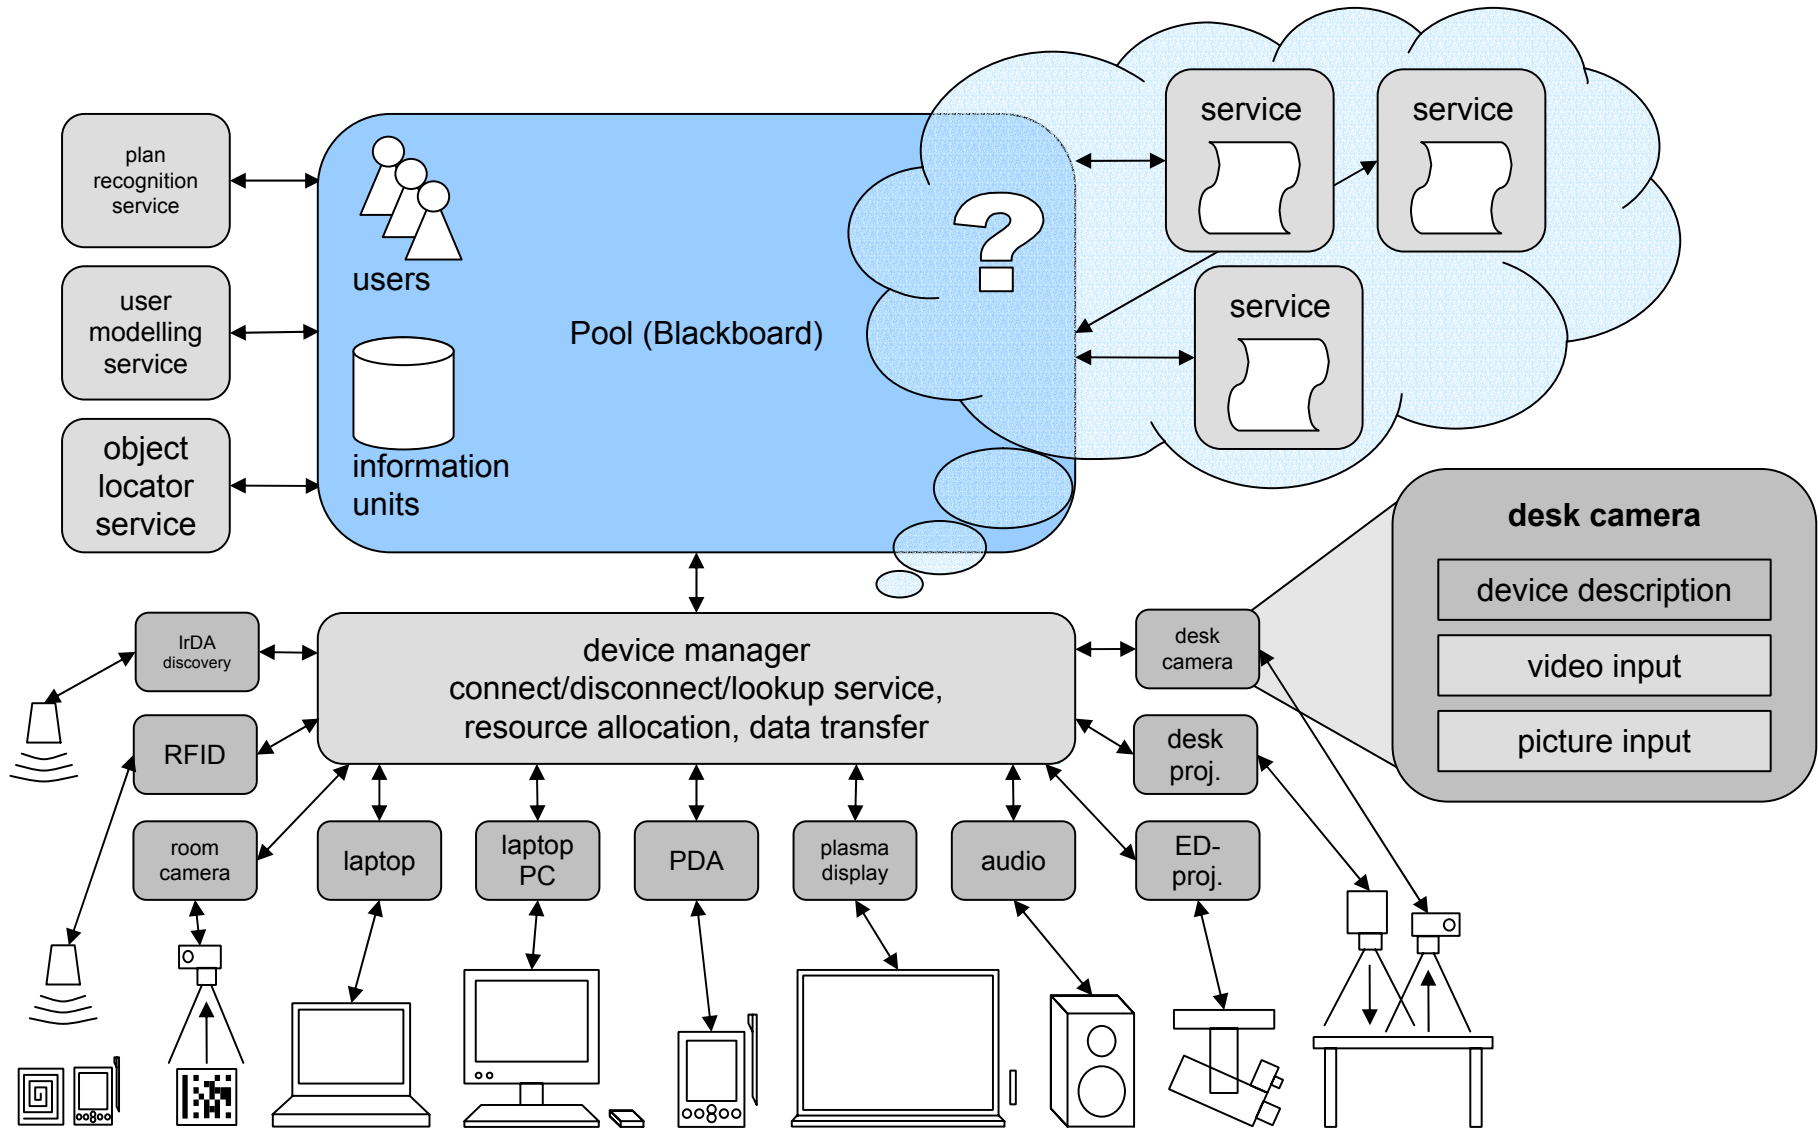 plan
recognition
service
user
modelling
service
object
locator
service
users
information
units
Pool (Blackboard)
?
service
service
service
desk camera
device description
video input
picture input
device manager
connect/disconnect/lookup service,
resource allocation, data transfer
IrDA
discovery
RFID
room
camera
laptop
laptop
PC
PDA
plasma
display
audio
ED-
proj.
desk
proj.
desk
camera